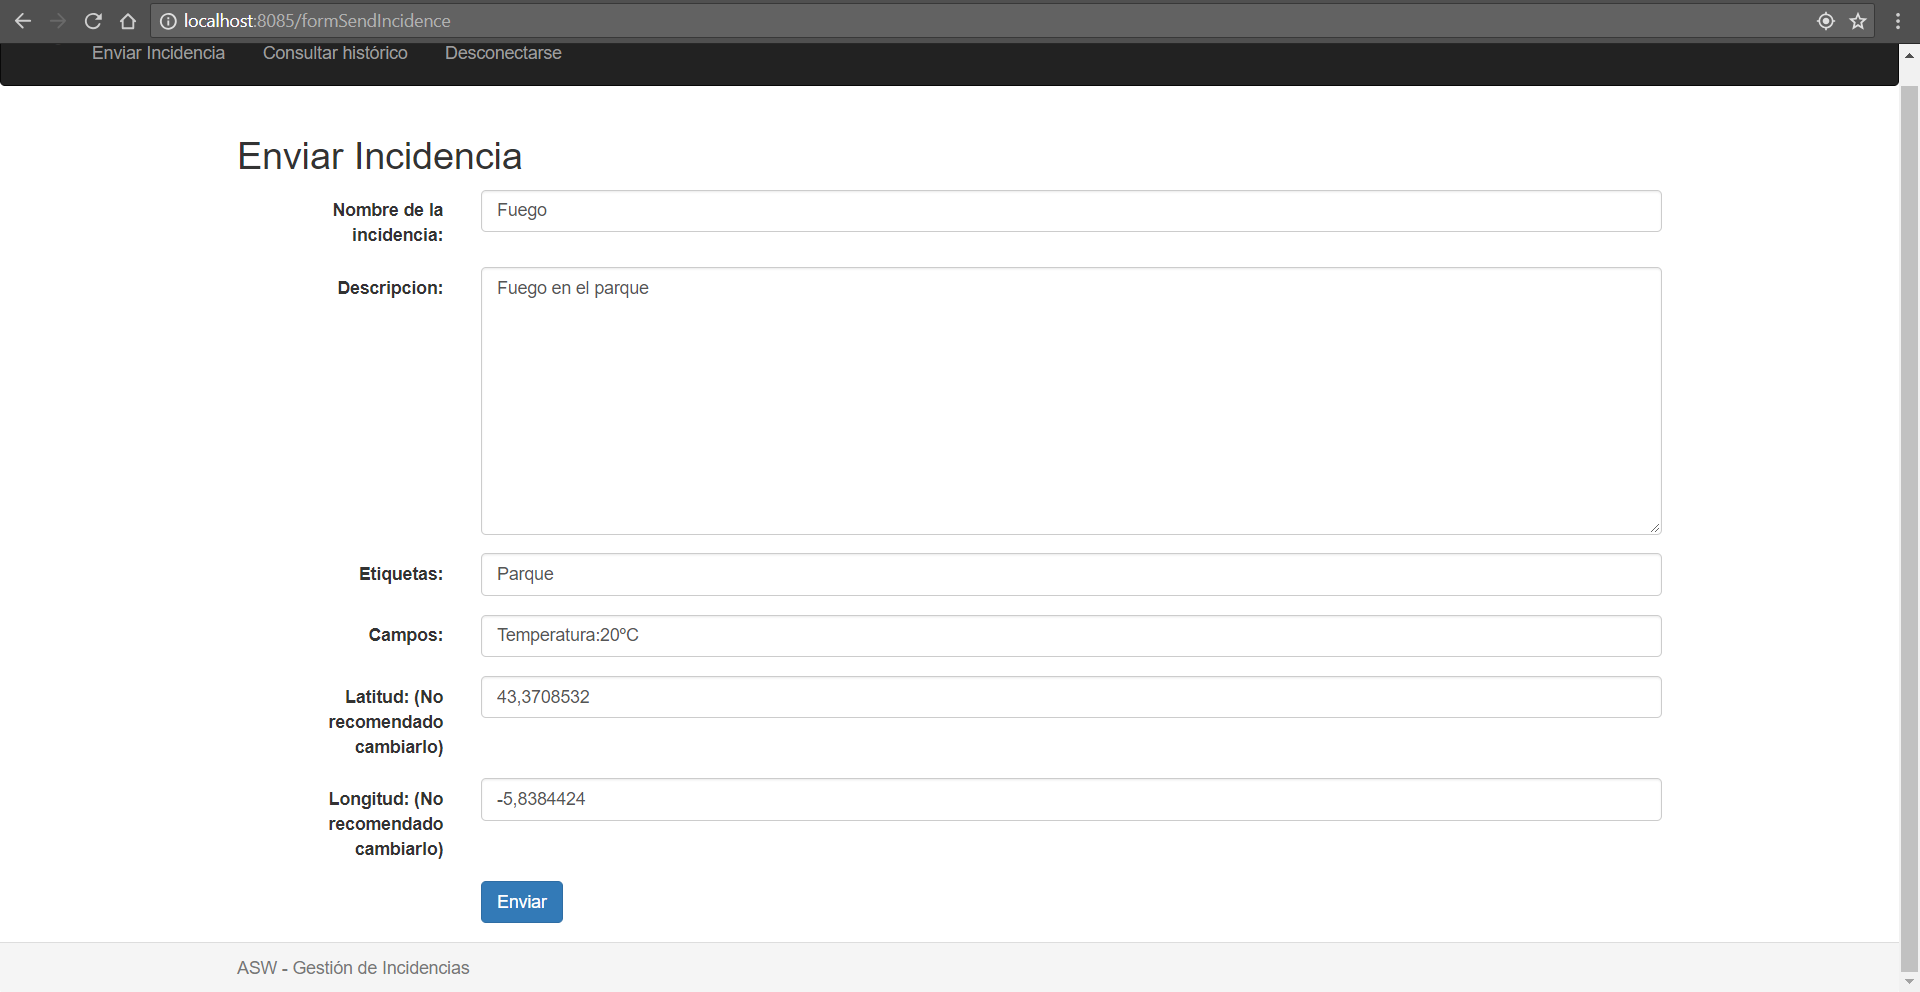 localhost:8085/formSendIncidence
Enviar Incidencia Consultar histórico Desconectarse
Enviar Incidencia
Nombre de la
incidencia:
Fuego
Descripcion:
Fuego en el parque
Etiquetas:
Parque
Campos:
Temperatura:20ºC
Latitud: (No
recomendado
cambiarlo)
43,3708532
Longitud: (No
recomendado
cambiarlo)
-5,8384424
Enviar
ASW - Gestión de Incidencias